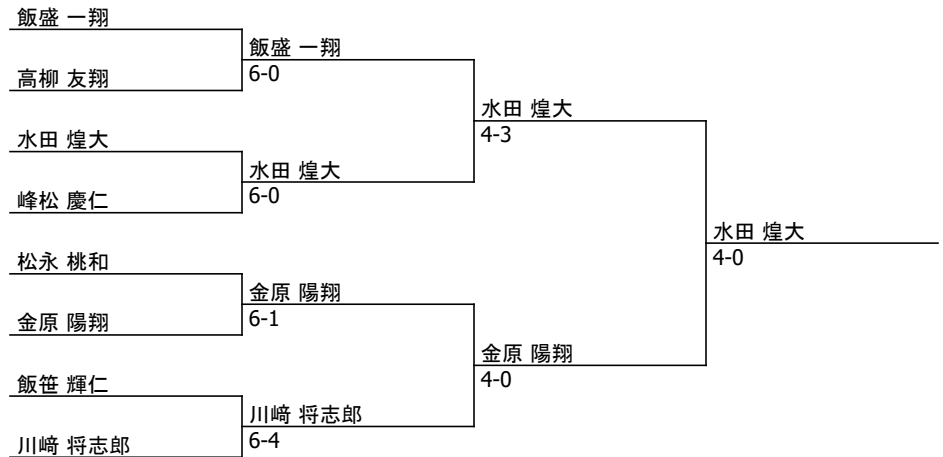 飯盛 一翔
高柳 友翔
水田 煌大
峰松 慶仁
松永 桃和
金原 陽翔
飯笹 輝仁
川﨑 将志郎
飯盛 一翔
6-0
水田 煌大
6-0
金原 陽翔
6-1
川﨑 将志郎
6-4
水田 煌大
4-3
金原 陽翔
4-0
水田 煌大
4-0